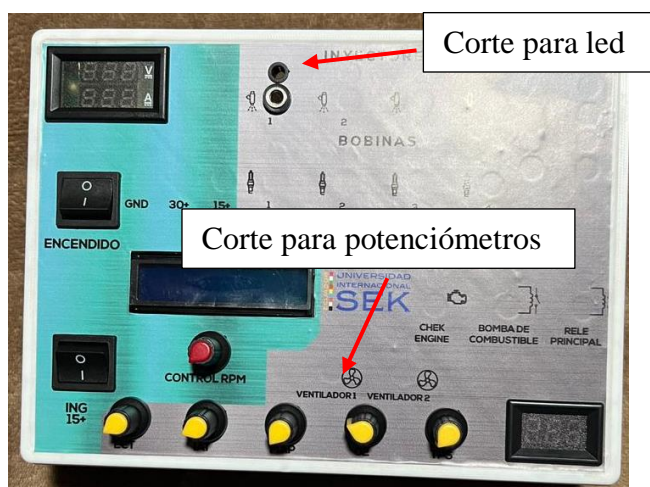 Corte para led
V
A
1
2
BOBINAS
O
I
GND
30+
15+
1
2
3
ENCENDIDO
Corte para potenciómetros
UNIVERSIDAD
INTERNACIONAL
SEK
CHEK
ENGINE
BOMBA DE
COMBUSTIBLE
RELE
PRINCIPAL
O
I
CONTROL RPM
VENTILADOR 1
VENTILADOR 2
ING
15+
ECT